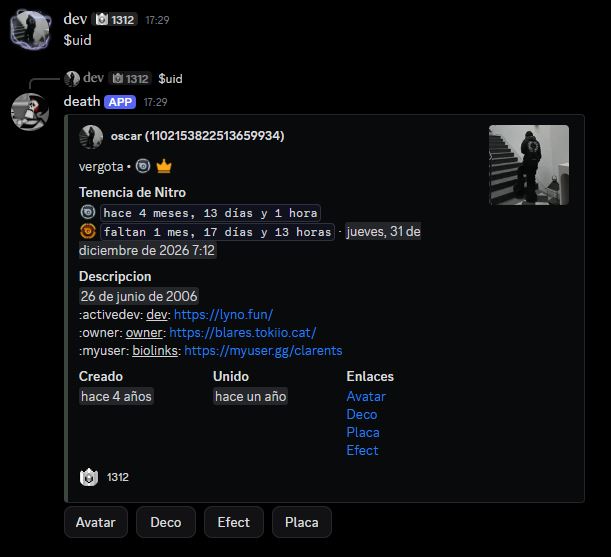 dev 1312 17:29
$uid
dev 1312 $uid
death APP 17:29
oscar (1102153822513659934)
vergota •
Tenencia de Nitro
hace 4 meses, 13 días y 1 hora
faltan 1 mes, 17 días y 13 horas · jueves, 31 de
diciembre de 2026 7:12
Descripcion
26 de junio de 2006
:activedev: dev: https://lyno.fun/
:owner: owner: https://blares.tokiio.cat/
:myuser: biolinks: https://myuser.gg/clarents
Creado Unido Enlaces
hace 4 años hace un año Avatar
Deco
Placa
Efect
1312
Avatar Deco Efect Placa